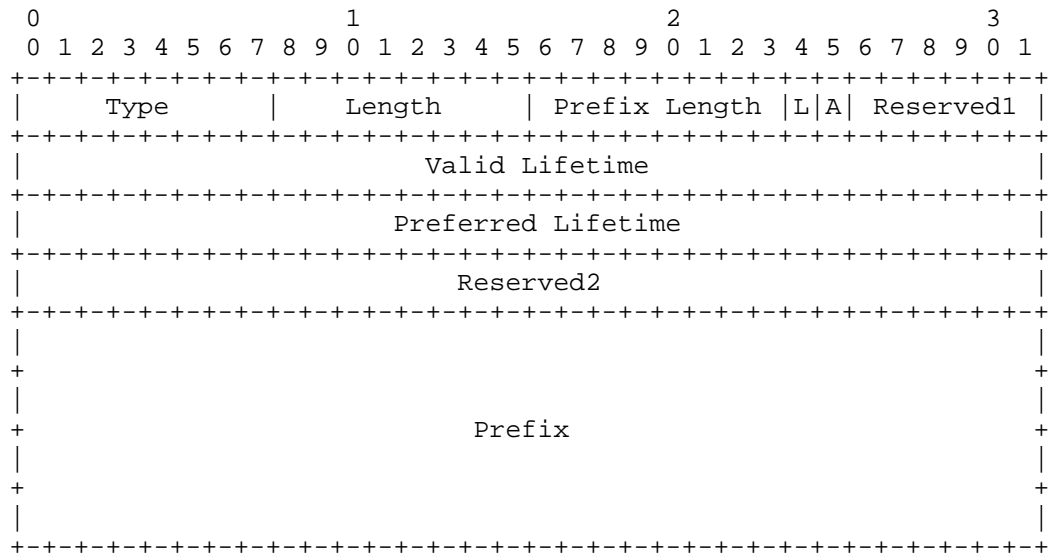 0                   1                   2                   3
 0 1 2 3 4 5 6 7 8 9 0 1 2 3 4 5 6 7 8 9 0 1 2 3 4 5 6 7 8 9 0 1
+-+-+-+-+-+-+-+-+-+-+-+-+-+-+-+-+-+-+-+-+-+-+-+-+-+-+-+-+-+-+-+-+
|     Type      |    Length     | Prefix Length |L|A| Reserved1 |
+-+-+-+-+-+-+-+-+-+-+-+-+-+-+-+-+-+-+-+-+-+-+-+-+-+-+-+-+-+-+-+-+
|                         Valid Lifetime                        |
+-+-+-+-+-+-+-+-+-+-+-+-+-+-+-+-+-+-+-+-+-+-+-+-+-+-+-+-+-+-+-+-+
|                       Preferred Lifetime                      |
+-+-+-+-+-+-+-+-+-+-+-+-+-+-+-+-+-+-+-+-+-+-+-+-+-+-+-+-+-+-+-+-+
|                           Reserved2                           |
+-+-+-+-+-+-+-+-+-+-+-+-+-+-+-+-+-+-+-+-+-+-+-+-+-+-+-+-+-+-+-+-+
|                                                               |
+                                                               +
|                                                               |
+                            Prefix                             +
|                                                               |
+                                                               +
|                                                               |
+-+-+-+-+-+-+-+-+-+-+-+-+-+-+-+-+-+-+-+-+-+-+-+-+-+-+-+-+-+-+-+-+